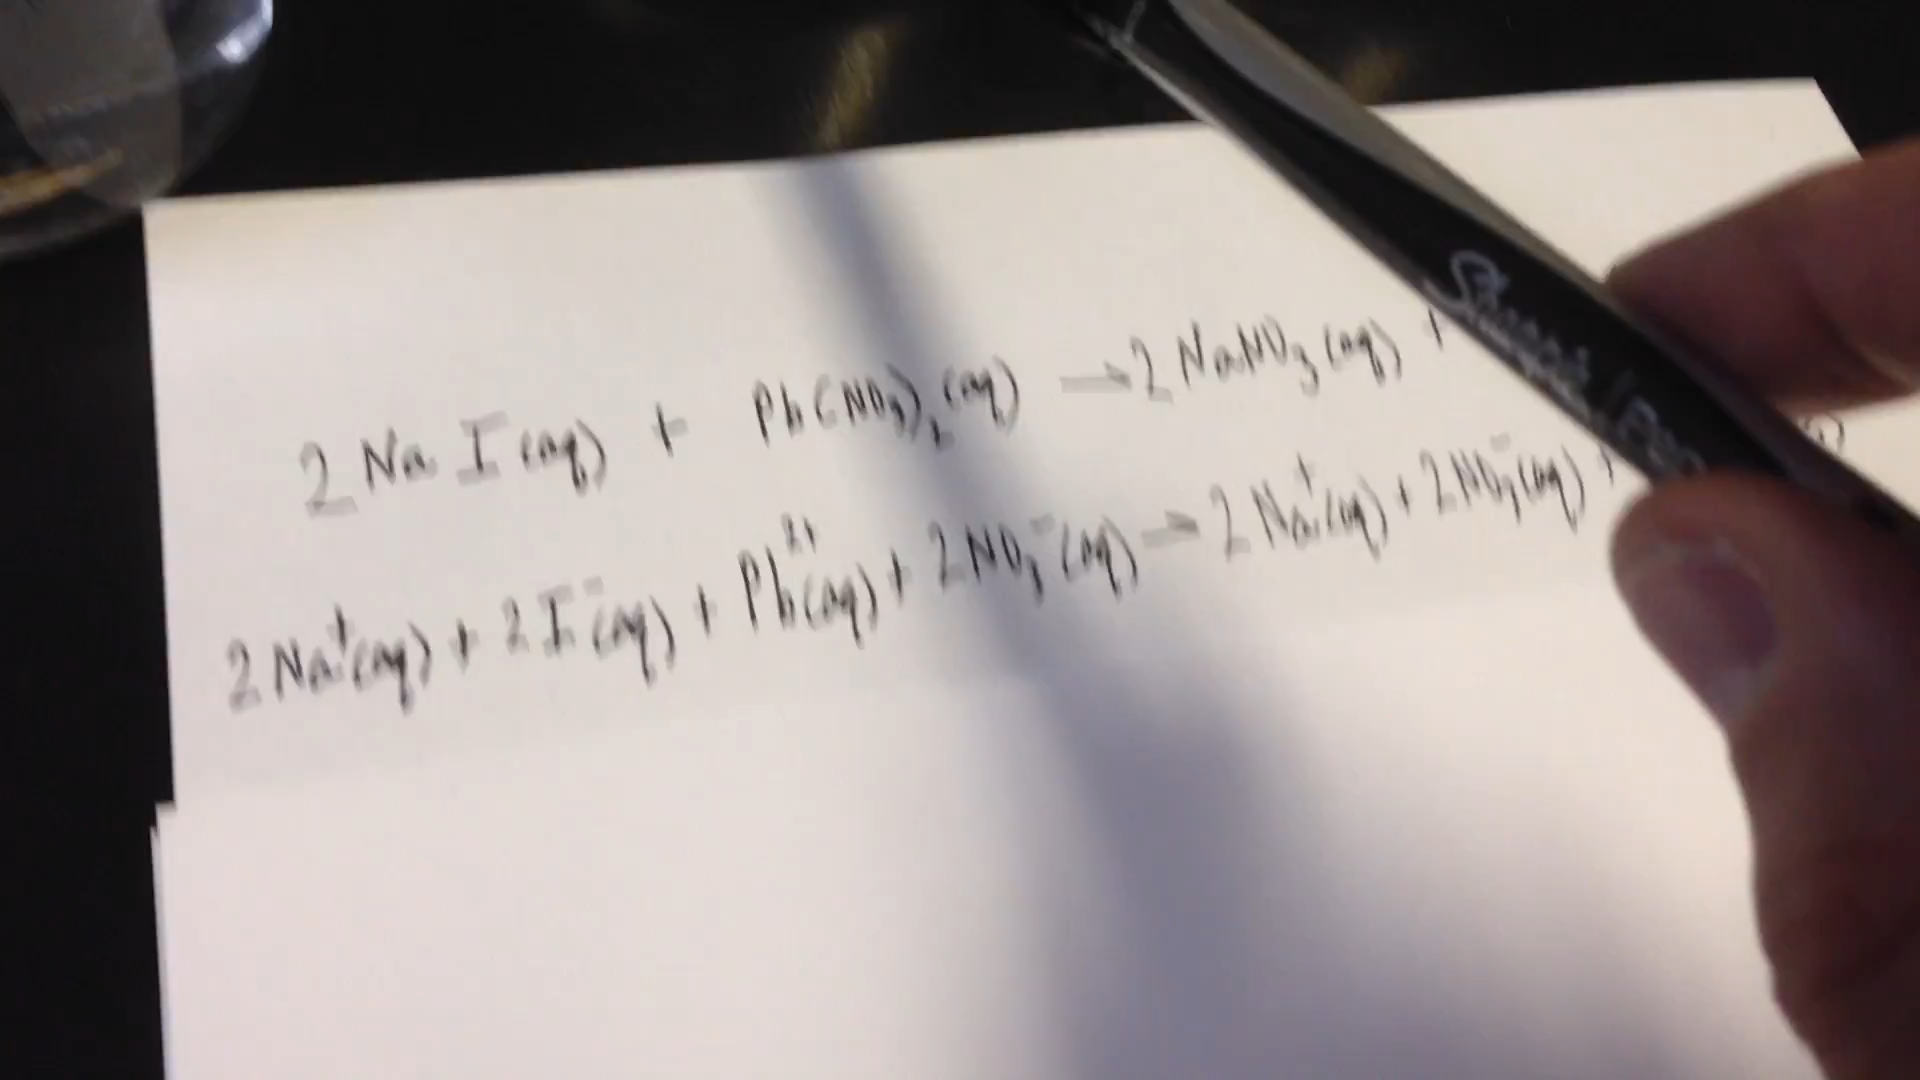 2 NaI(aq) + Pb(NO₃)₂(aq) → 2 NaNO₃(aq) +
2 Na⁺(aq) + 2 I⁻(aq) + Pb²⁺(aq) + 2 NO₃⁻(aq) → 2 Na⁺(aq) + 2 NO₃⁻(aq) +
Sharpie